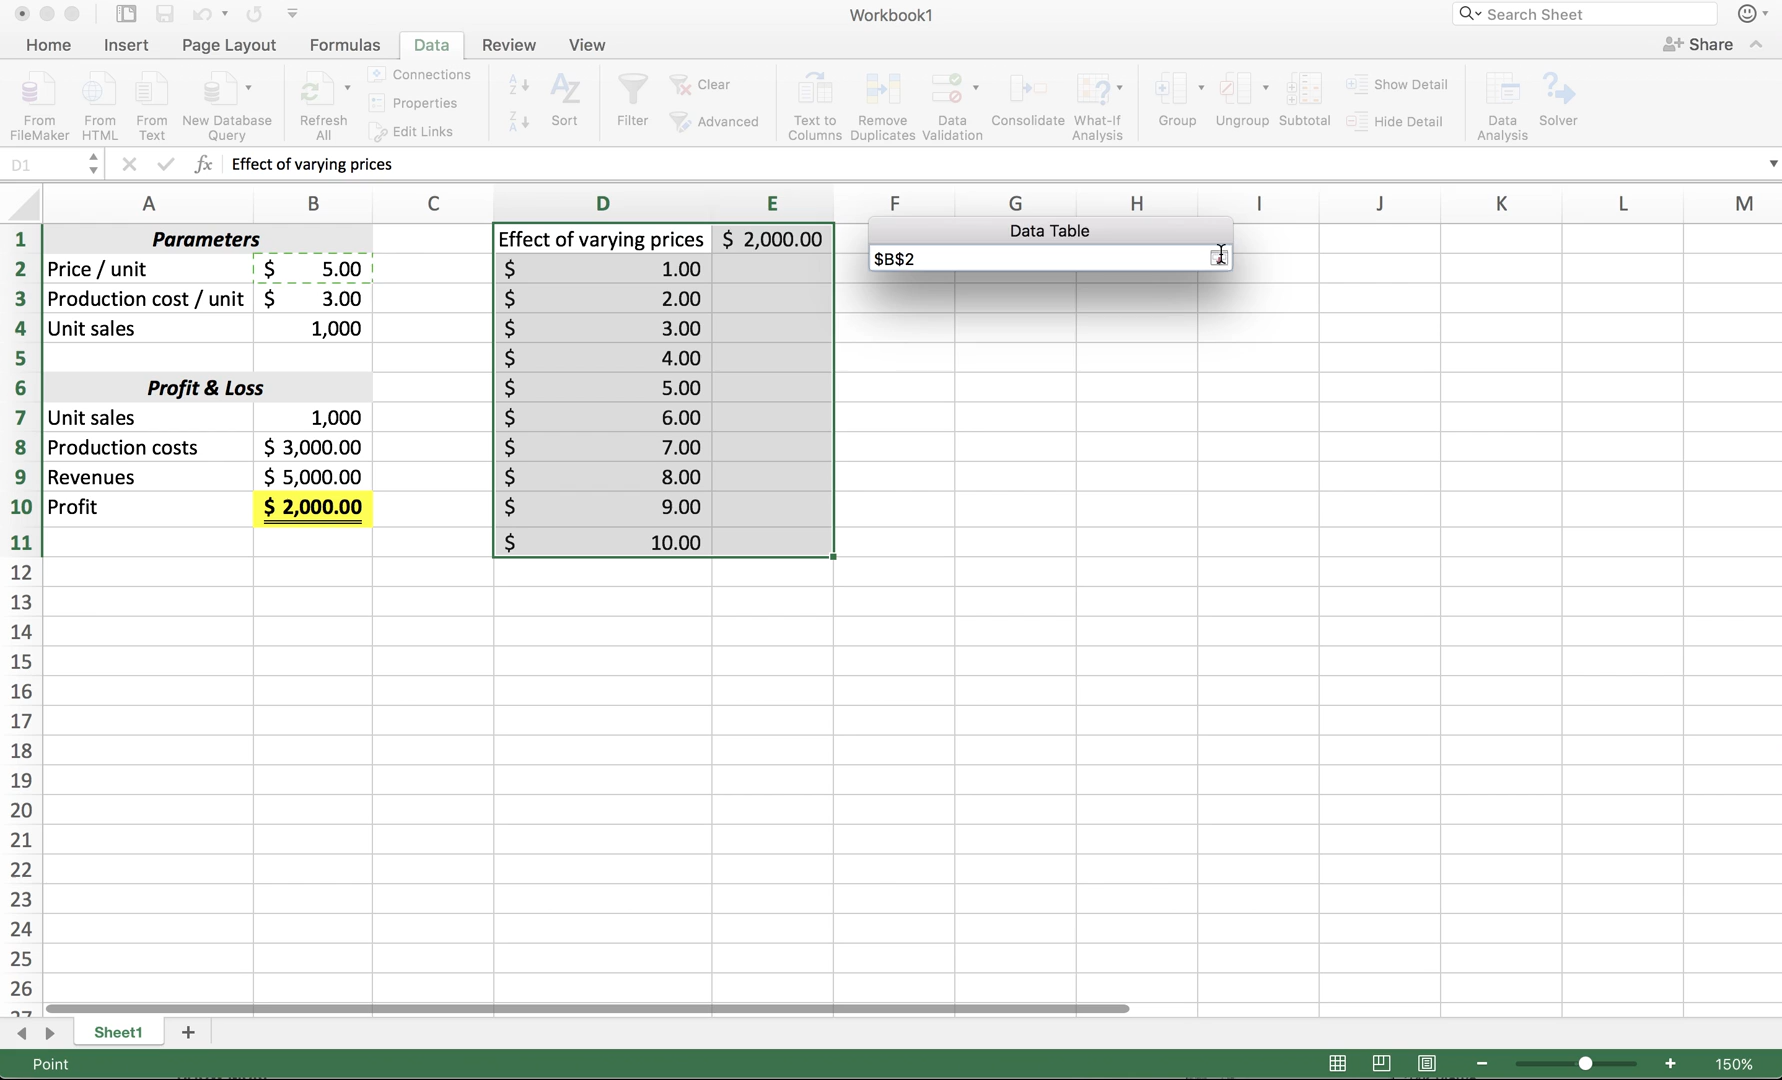 Workbook1
Search Sheet
Home Insert Page Layout Formulas Data Review View
Share
From FileMaker
From HTML
From Text
New Database Query
Refresh All
Connections
Properties
Edit Links
A Z
Z A
A Z
Sort
Filter
Clear
Advanced
Text to Columns
Remove Duplicates
Data Validation
Consolidate
What-If Analysis
Group
Ungroup
Subtotal
Show Detail
Hide Detail
Data Analysis
Solver
D1 fx Effect of varying prices
A B C D E F G H I J K L M
1 Parameters Effect of varying prices $ 2,000.00
Data Table
$B$2
2 Price / unit $ 5.00 $ 1.00
3 Production cost / unit $ 3.00 $ 2.00
4 Unit sales 1,000 $ 3.00
5 $ 4.00
6 Profit & Loss $ 5.00
7 Unit sales 1,000 $ 6.00
8 Production costs $ 3,000.00 $ 7.00
9 Revenues $ 5,000.00 $ 8.00
10 Profit $ 2,000.00 $ 9.00
11 $ 10.00
12
13
14
15
16
17
18
19
20
21
22
23
24
25
26
27
Sheet1 +
Point 150%